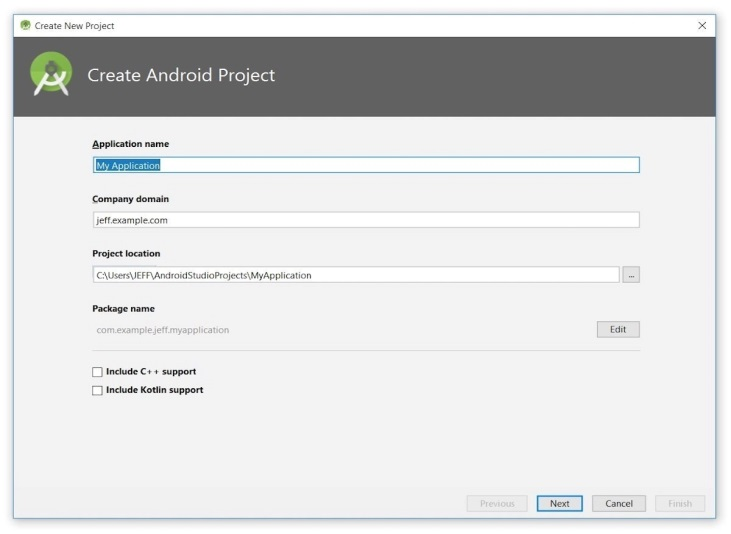 Create New Project
Create Android Project
Application name
My Application
Company domain
jeff.example.com
Project location
C:\Users\JEFF\AndroidStudioProjects\MyApplication
...
Package name
com.example.jeff.myapplication
Edit
Include C++ support
Include Kotlin support
Previous Next Cancel Finish